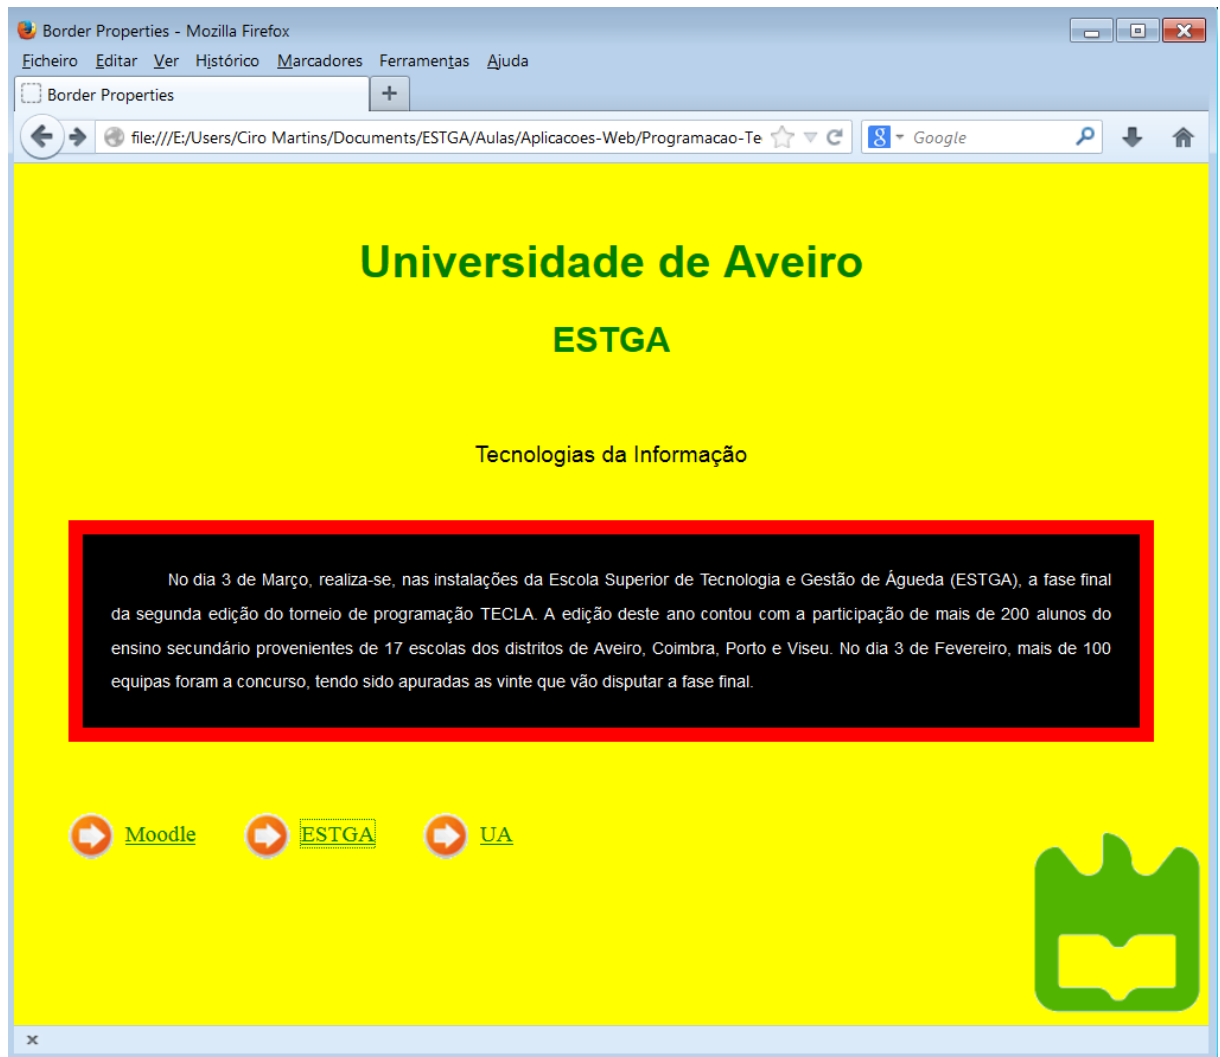 Border Properties - Mozilla Firefox
Ficheiro Editar Ver Histórico Marcadores Ferramentas Ajuda
Border Properties
file:///E:/Users/Ciro Martins/Documents/ESTGA/Aulas/Aplicacoes-Web/Programacao-Te Google
Universidade de Aveiro
ESTGA
Tecnologias da Informação
No dia 3 de Março, realiza-se, nas instalações da Escola Superior de Tecnologia e Gestão de Águeda (ESTGA), a fase final
da segunda edição do torneio de programação TECLA. A edição deste ano contou com a participação de mais de 200 alunos do
ensino secundário provenientes de 17 escolas dos distritos de Aveiro, Coimbra, Porto e Viseu. No dia 3 de Fevereiro, mais de 100
equipas foram a concurso, tendo sido apuradas as vinte que vão disputar a fase final.
Moodle ESTGA UA